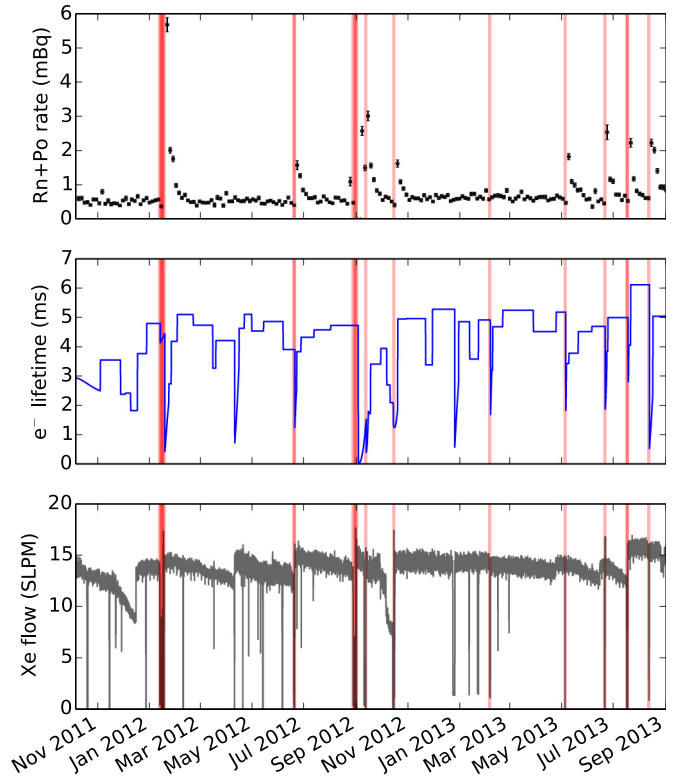 6
5
4
3
2
1
0
Rn+Po rate (mBq)
7
6
5
4
3
2
1
0
e⁻ lifetime (ms)
20
15
10
5
0
Xe flow (SLPM)
Nov 2011
Jan 2012
Mar 2012
May 2012
Jul 2012
Sep 2012
Nov 2012
Jan 2013
Mar 2013
May 2013
Jul 2013
Sep 2013